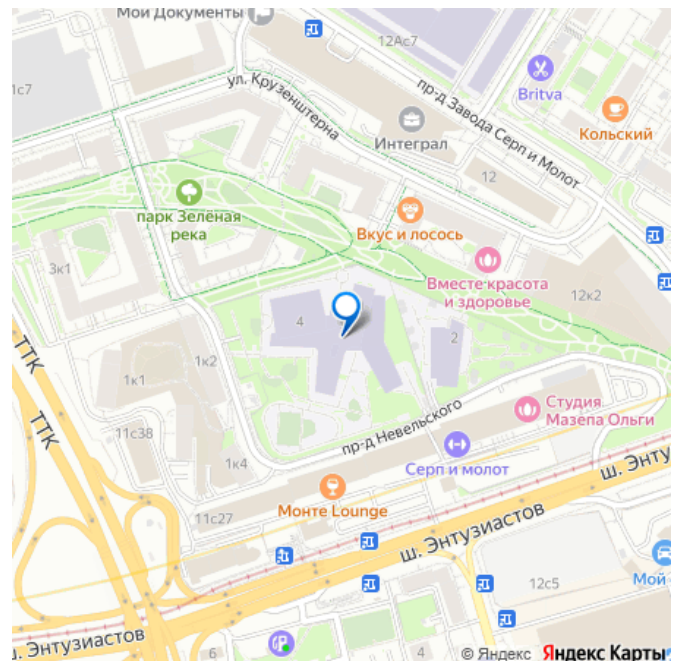 Мои Документы
12Ас7
1с7
ул. Крузенштерна
пр-д Завода Серп и Молот
Britva
Кольский
Интеграл
12
парк Зелёная
река
Вкус и лосось
3к1
Вместе красота
и здоровье
12к2
4
2
ТТК
1к2
1к1
ТТК
Студия
Мазепа Ольги
11с38
пр-д Невельского
1к4
Серп и молот
ш. Энту
Монте Lounge
11с27
ш. Энтузиастов
12с5
Мой
ш. Энтузиастов
6
4
© Яндекс Яндекс Карты